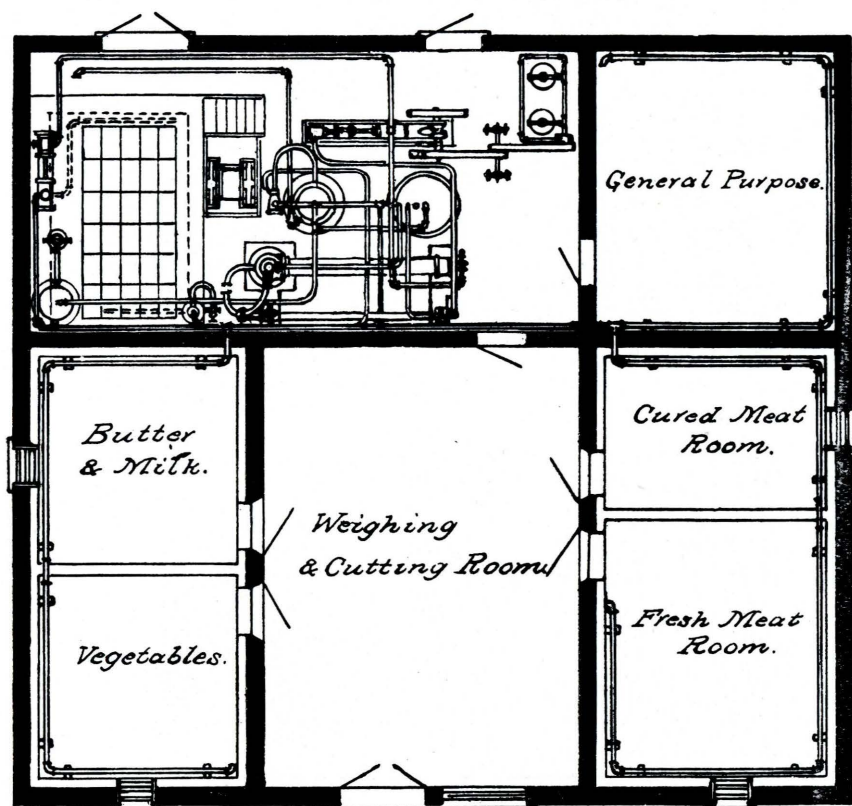 General Purpose.
Butter
& Milk.
Cured Meat
Room.
Weighing
& Cutting Room.
Vegetables.
Fresh Meat
Room.